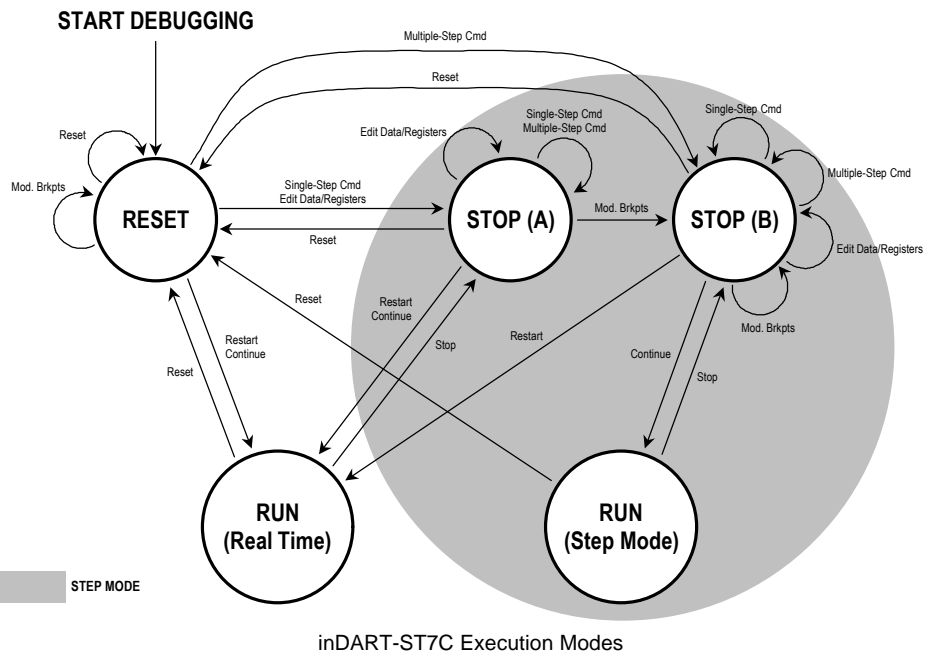 START DEBUGGING
Multiple-Step Cmd
Reset
Single-Step Cmd
Multiple-Step Cmd
Single-Step Cmd
Edit Data/Registers
Reset
Multiple-Step Cmd
Mod. Brkpts
Single-Step Cmd
Edit Data/Registers
Mod. Brkpts
RESET
STOP (A)
STOP (B)
Reset
Edit Data/Registers
Reset
Restart
Continue
Mod. Brkpts
Restart
Continue
Stop
Restart
Continue
Reset
Stop
RUN
(Real Time)
RUN
(Step Mode)
STEP MODE
inDART-ST7C Execution Modes